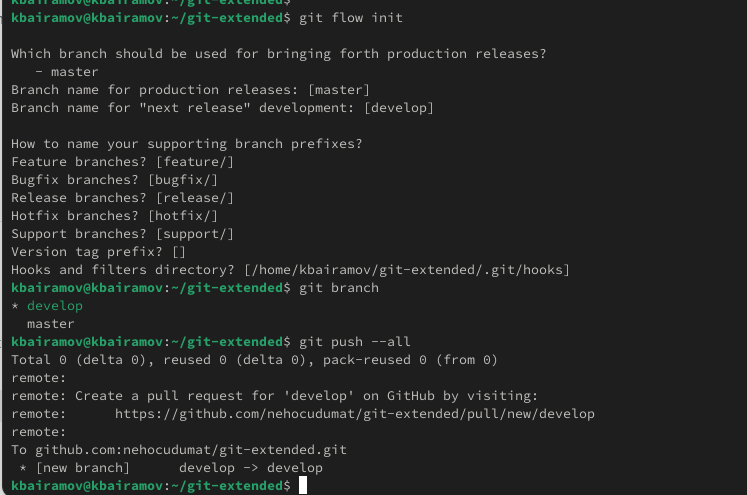 kbairamov@kbairamov:~/git-extended$ git flow init
Which branch should be used for bringing forth production releases?
   - master
Branch name for production releases: [master]
Branch name for "next release" development: [develop]
How to name your supporting branch prefixes?
Feature branches? [feature/]
Bugfix branches? [bugfix/]
Release branches? [release/]
Hotfix branches? [hotfix/]
Support branches? [support/]
Version tag prefix? []
Hooks and filters directory? [/home/kbairamov/git-extended/.git/hooks]
kbairamov@kbairamov:~/git-extended$ git branch
* develop
  master
kbairamov@kbairamov:~/git-extended$ git push --all
Total 0 (delta 0), reused 0 (delta 0), pack-reused 0 (from 0)
remote:
remote: Create a pull request for 'develop' on GitHub by visiting:
remote:      https://github.com/nehocudumat/git-extended/pull/new/develop
remote:
To github.com:nehocudumat/git-extended.git
 * [new branch]      develop -> develop
kbairamov@kbairamov:~/git-extended$